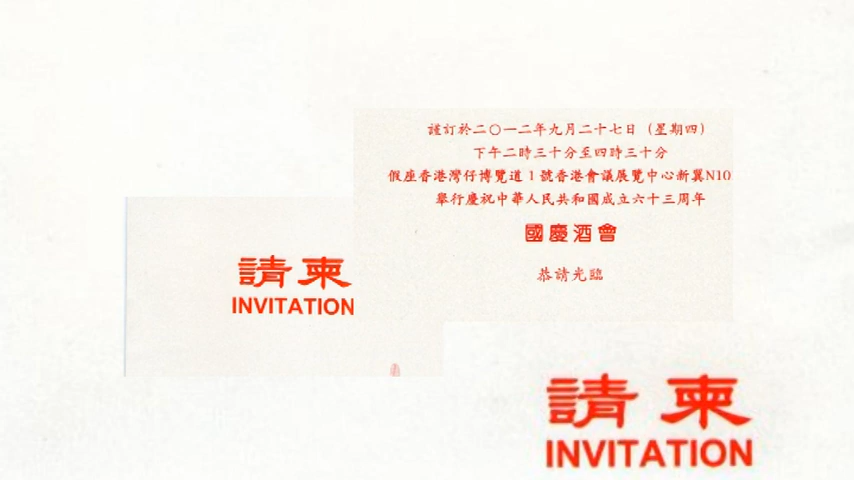 謹訂於二〇一二年九月二十七日（星期四）
下午二時三十分至四時三十分
假座香港灣仔博覽道1號香港會議展覽中心新翼N10
舉行慶祝中華人民共和國成立六十三周年
國慶酒會
恭請光臨
請柬
INVITATION
請柬
INVITATION